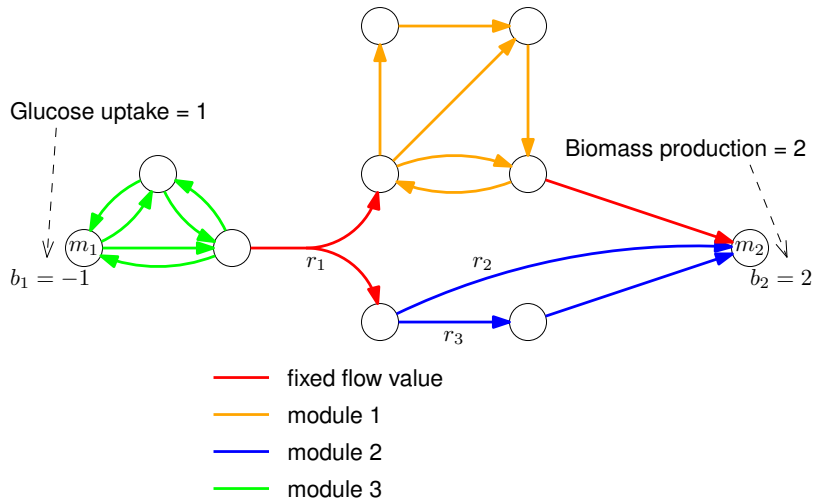 Glucose uptake = 1
Biomass production = 2
m₁
m₂
b₁ = −1
b₂ = 2
r₁
r₂
r₃
fixed flow value
module 1
module 2
module 3